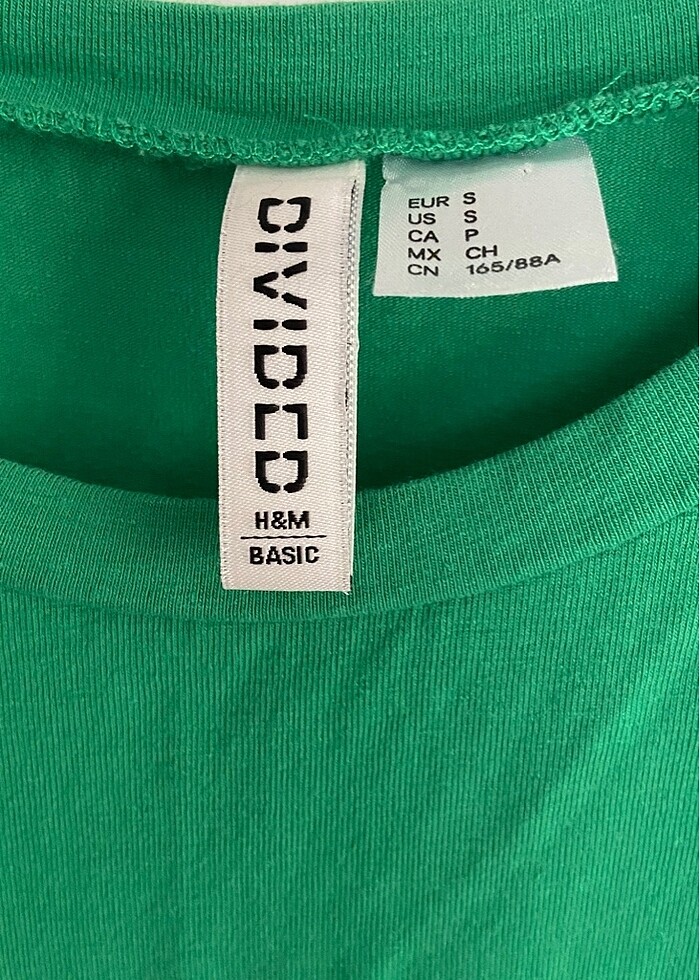 DIVIDED
H&M
BASIC
EUR S
US S
CA P
MX CH
CN 165/88A